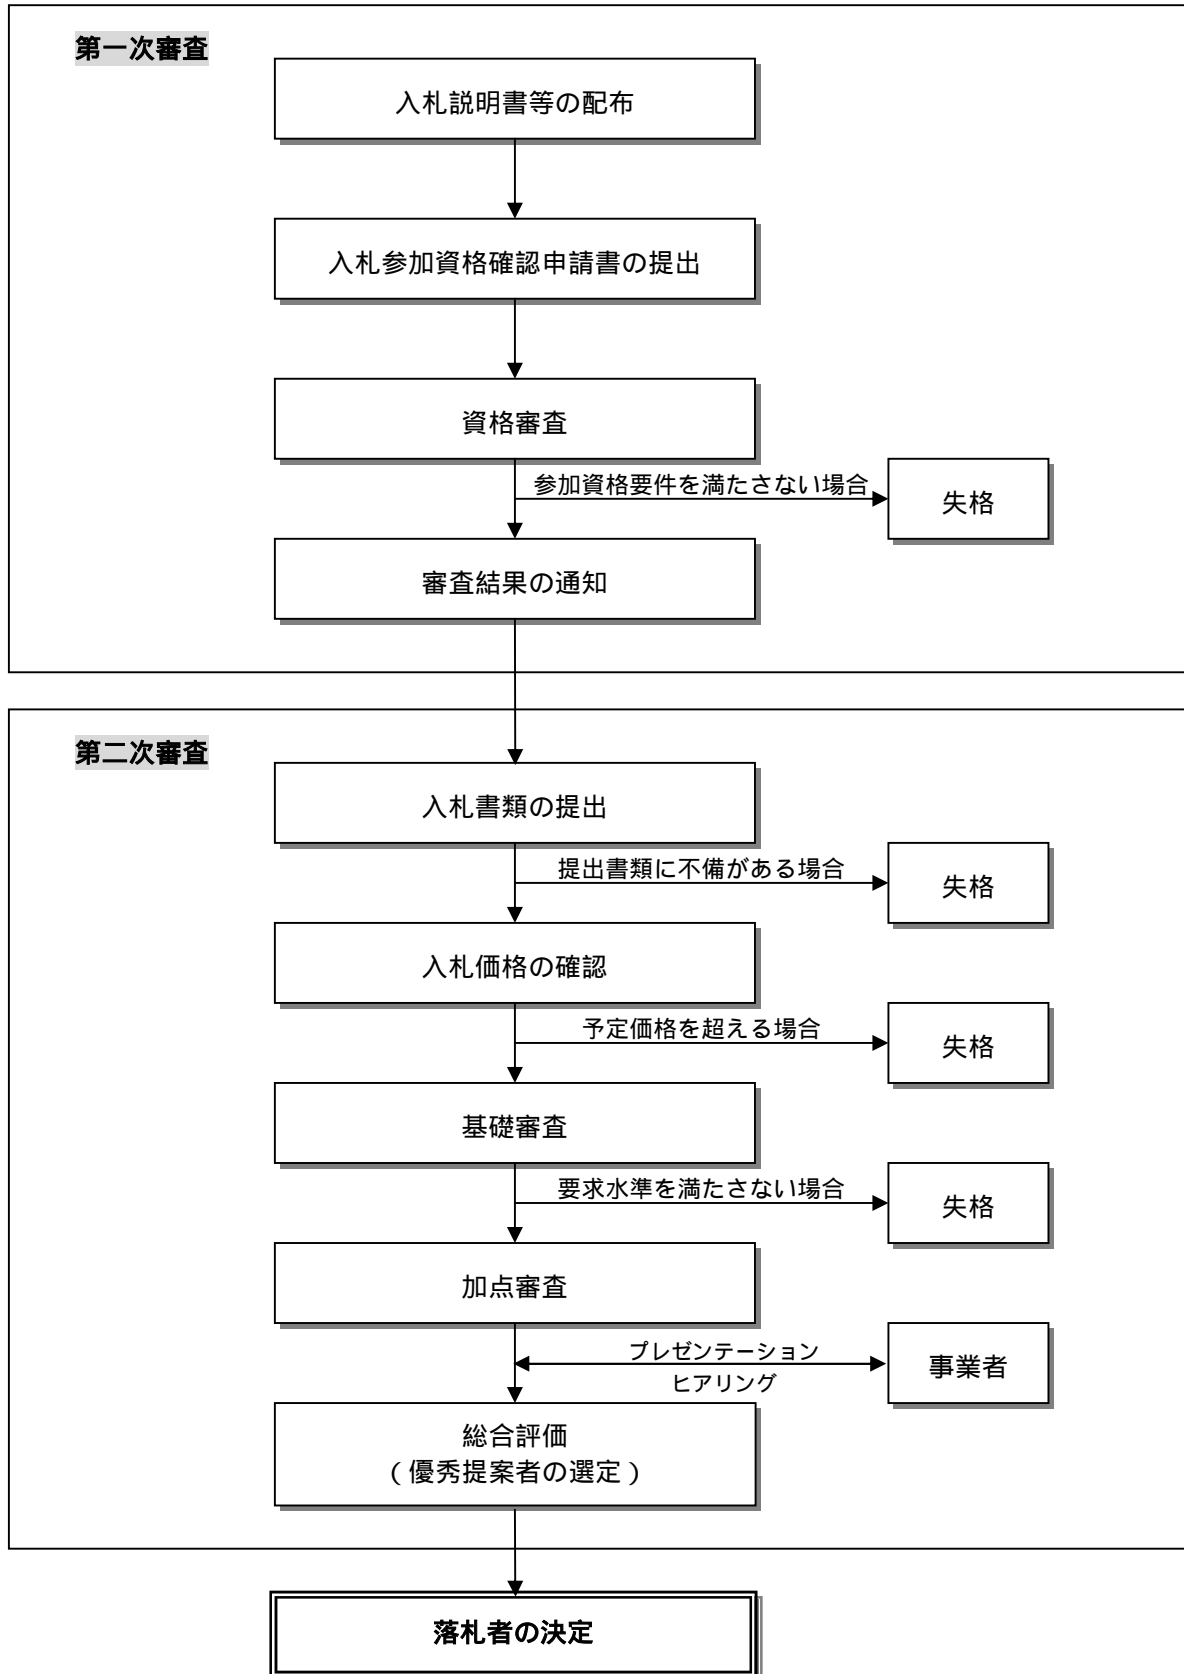 第一次審査
入札説明書等の配布
入札参加資格確認申請書の提出
資格審査
参加資格要件を満たさない場合
失格
審査結果の通知
第二次審査
入札書類の提出
提出書類に不備がある場合
失格
入札価格の確認
予定価格を超える場合
失格
基礎審査
要求水準を満たさない場合
失格
加点審査
プレゼンテーション
ヒアリング
事業者
総合評価
（優秀提案者の選定）
落札者の決定